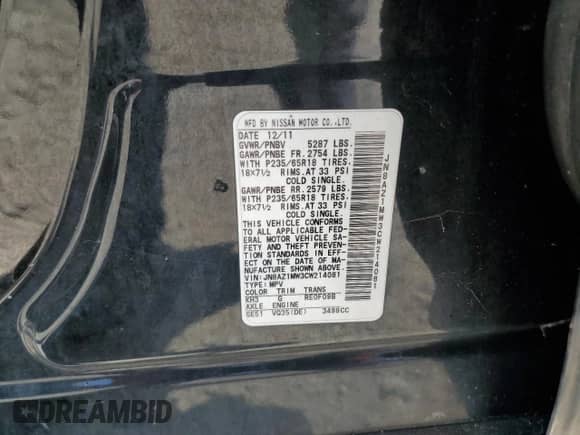 MFD BY NISSAN MOTOR CO.,LTD.
DATE 12/11
GVWR/PNBV 5287 LBS.
GAWR/PNBE FR. 2754 LBS.
WITH P235/65R18 TIRES.
18X7½ RIMS. AT 33 PSI
COLD SINGLE.
GAWR/PNBE RR. 2579 LBS.
WITH P235/65R18 TIRES.
18X7½ RIMS. AT 33 PSI
COLD SINGLE.
THIS VEHICLE CONFORMS
TO ALL APPLICABLE FED-
ERAL MOTOR VEHICLE SA-
FETY AND THEFT PREVEN-
TION STANDARDS IN EFF-
ECT ON THE DATE OF MA-
NUFACTURE SHOWN ABOVE.
VIN:JN8AZ1MW3CW214081
TYPE:MPV
COLOR TRIM TRANS
KH3 G RE0F09B
AXLE ENGINE
GE51 VQ35(DE) 3498CC
JN8AZ1MW3CW214081
DREAMBID